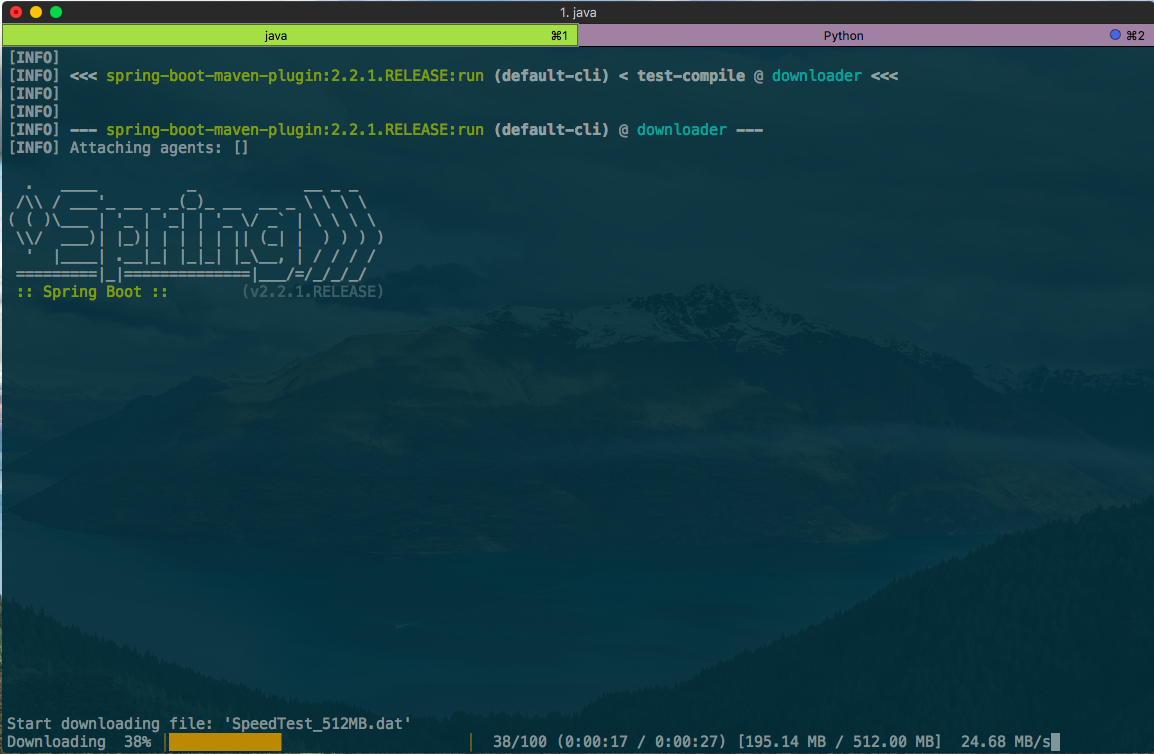 1. java
java ⌘1 Python ⌘2
[INFO]
[INFO] <<< spring-boot-maven-plugin:2.2.1.RELEASE:run (default-cli) < test-compile @ downloader <<<
[INFO]
[INFO]
[INFO] --- spring-boot-maven-plugin:2.2.1.RELEASE:run (default-cli) @ downloader ---
[INFO] Attaching agents: []
  .   ____          _            __ _ _
 /\\ / ___'_ __ _ _(_)_ __  __ _ \ \ \ \
( ( )\___ | '_ | '_| | '_ \/ _` | \ \ \ \
 \\/  ___)| |_)| | | | | || (_| |  ) ) ) )
  '  |____| .__|_| |_|_| |_\__, | / / / /
 =========|_|==============|___/=/_/_/_/
 :: Spring Boot ::        (v2.2.1.RELEASE)
Start downloading file: 'SpeedTest_512MB.dat'
Downloading  38% │ │  38/100 (0:00:17 / 0:00:27) [195.14 MB / 512.00 MB]  24.68 MB/s